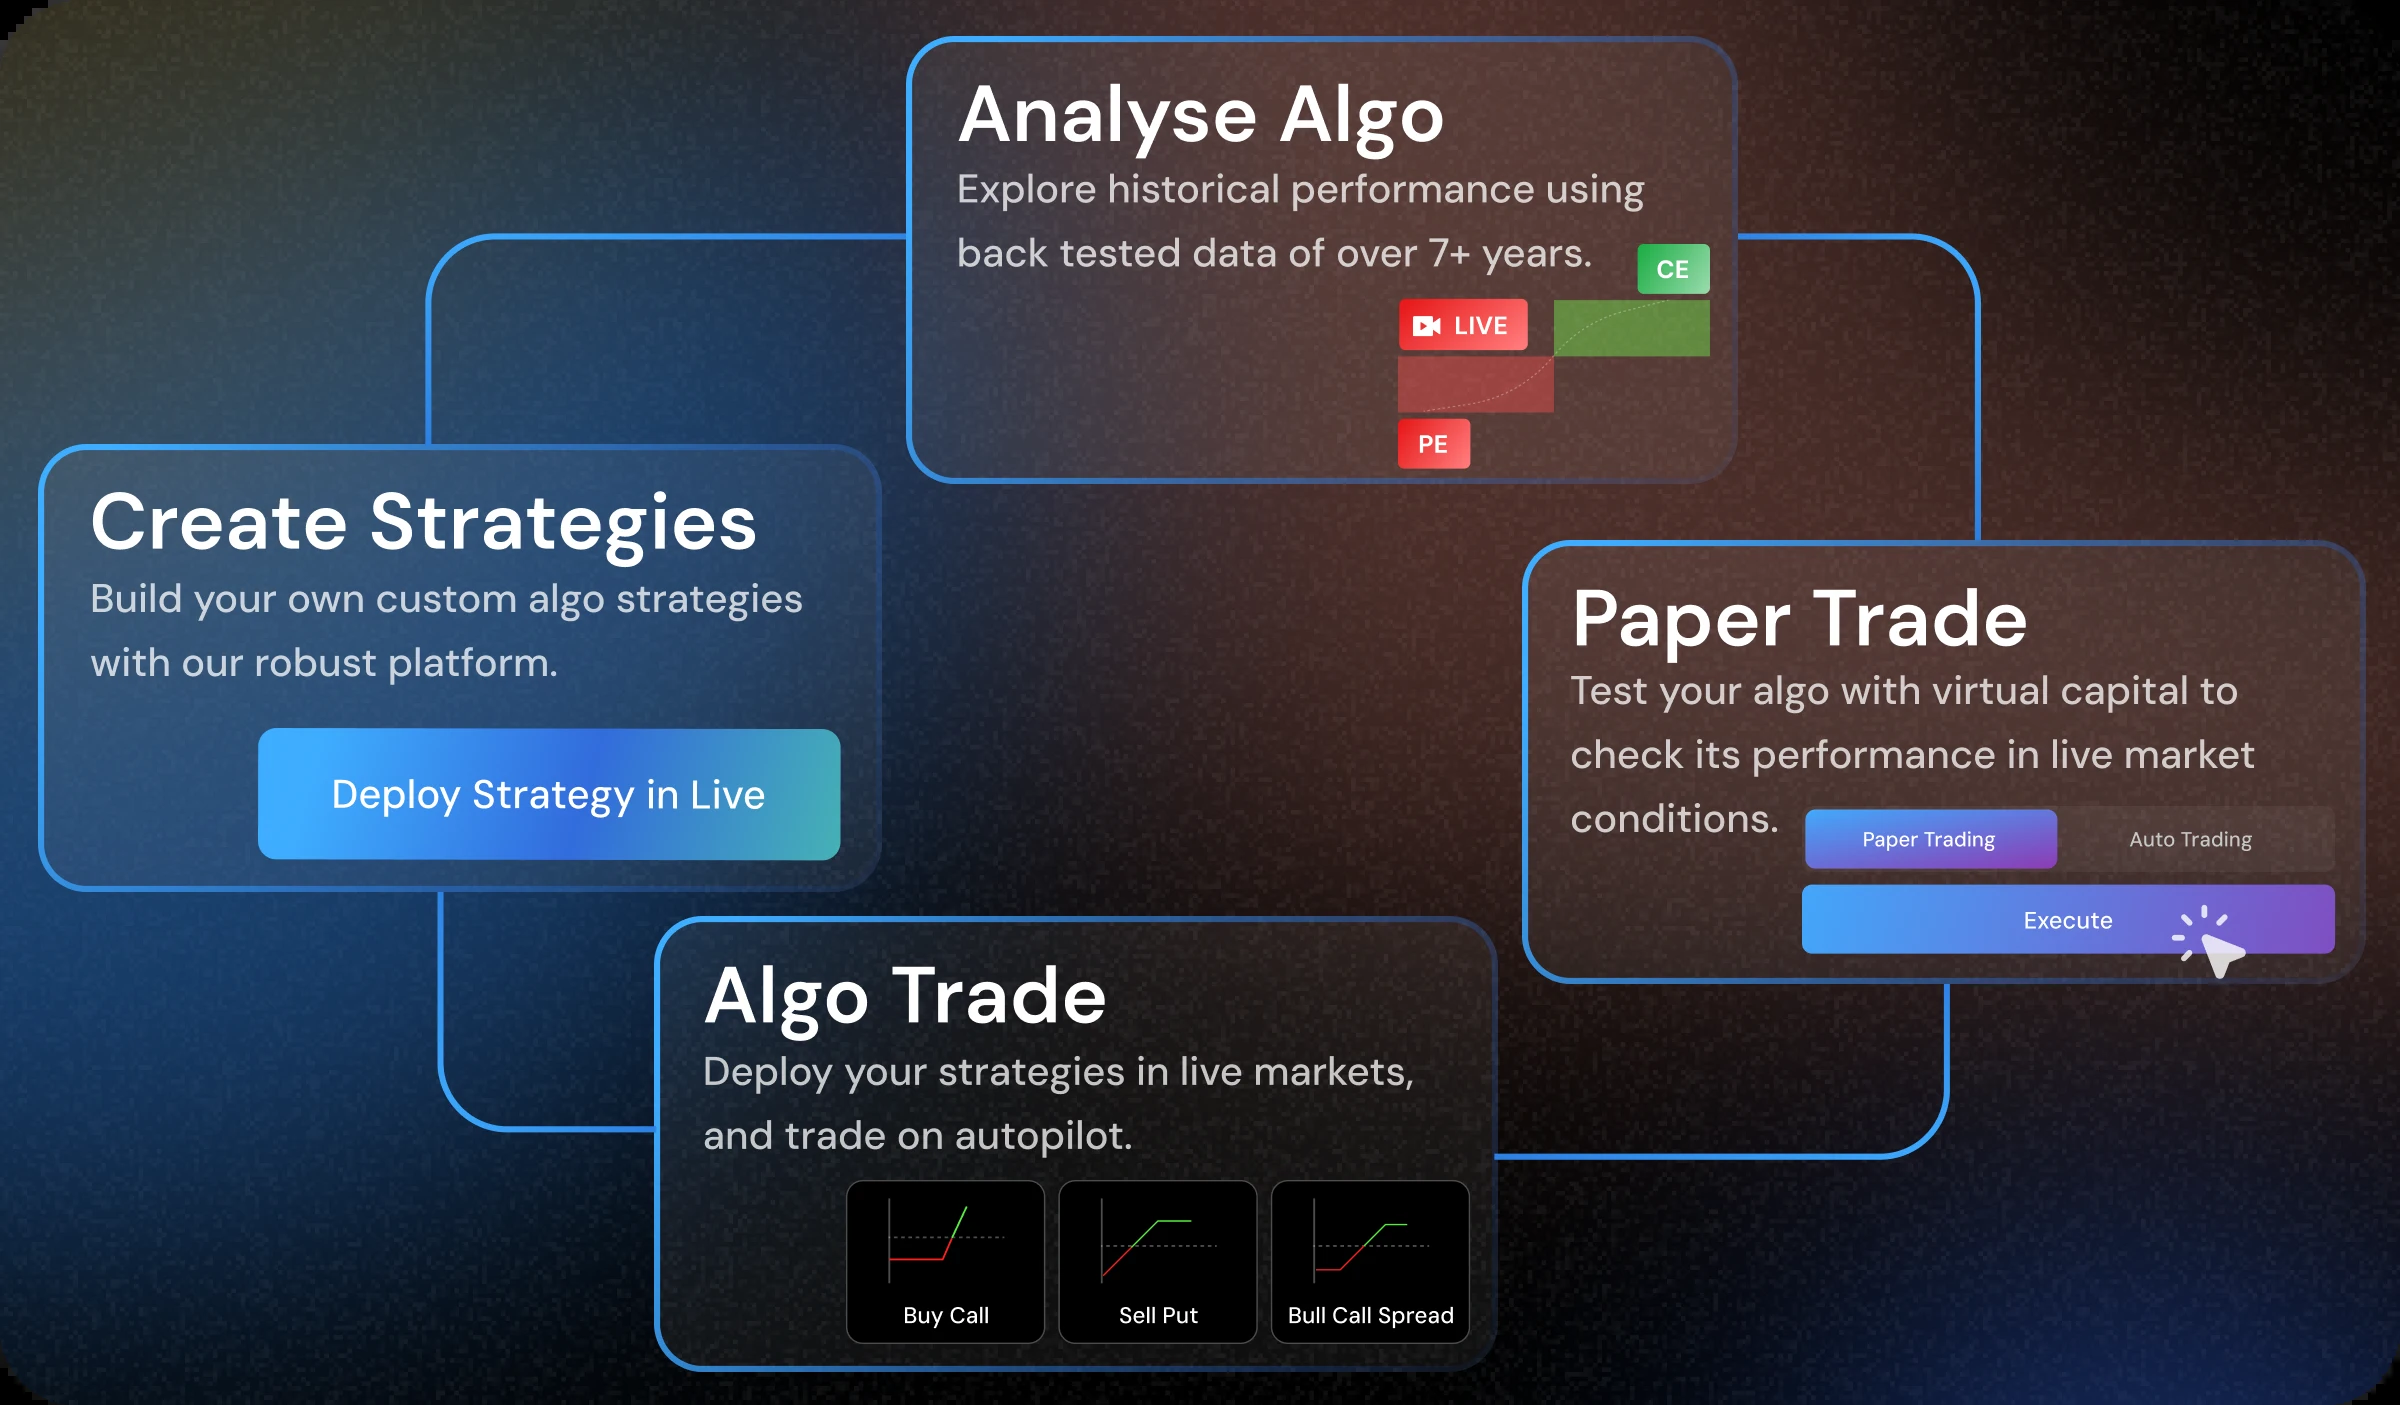 Analyse Algo
Explore historical performance using
back tested data of over 7+ years.
CE
LIVE
PE
Create Strategies
Build your own custom algo strategies
with our robust platform.
Deploy Strategy in Live
Paper Trade
Test your algo with virtual capital to
check its performance in live market
conditions.
Paper Trading
Auto Trading
Execute
Algo Trade
Deploy your strategies in live markets,
and trade on autopilot.
Buy Call
Sell Put
Bull Call Spread